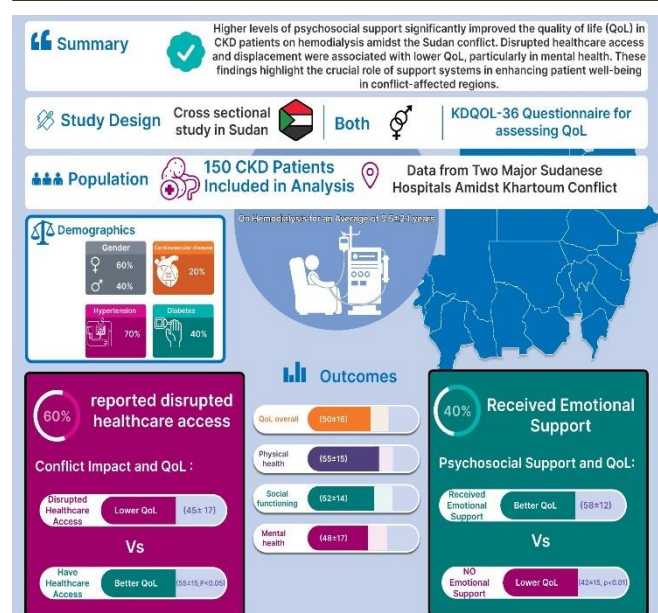 Summary
Higher levels of psychosocial support significantly improved the quality of life (QoL) in
CKD patients on hemodialysis amidst the Sudan conflict. Disrupted healthcare access
and displacement were associated with lower QoL, particularly in mental health. These
findings highlight the crucial role of support systems in enhancing patient well-being
in conflict-affected regions.
Study Design
Cross sectional
study in Sudan
Both
KDQOL-36 Questionnaire for
assessing QoL
Population
150 CKD Patients
Included in Analysis
Data from Two Major Sudanese
Hospitals Amidst Khartoum Conflict
On Hemodialysis for an Average of 3.5±2.1 years
Demographics
Gender
60%
40%
Cardiovascular disease
20%
Hypertension
70%
Diabetes
40%
60%
reported disrupted
healthcare access
Conflict Impact and QoL :
Disrupted
Healthcare
Access
Lower QoL
(45±17)
Vs
Have
Healthcare
Access
Better QoL
(55±15,P<0.05)
Outcomes
QoL overall
(50±16)
Physical
health
(55±15)
Social
functioning
(52±14)
Mental
health
(48±17)
40%
Received Emotional
Support
Psychosocial Support and QoL:
Received
Emotional
Support
Better QoL
(58±12)
Vs
NO
Emotional
Support
Lower QoL
(42±15, p<0.01)